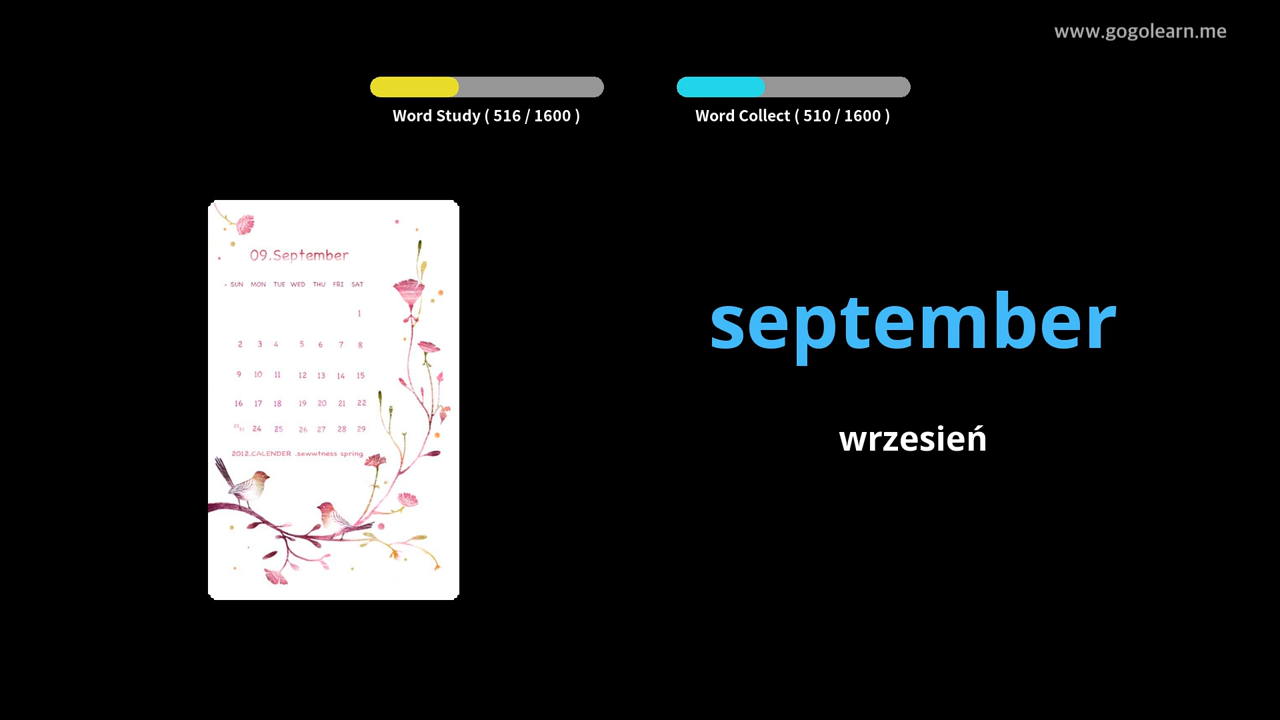 www.gogolearn.me
Word Study ( 516 / 1600 )
Word Collect ( 510 / 1600 )
09.September
SUN MON TUE WED THU FRI SAT
1
2 3 4 5 6 7 8
9 10 11 12 13 14 15
16 17 18 19 20 21 22
24 25 26 27 28 29
2012.CALENDER .sewwtness spring
september
wrzesień